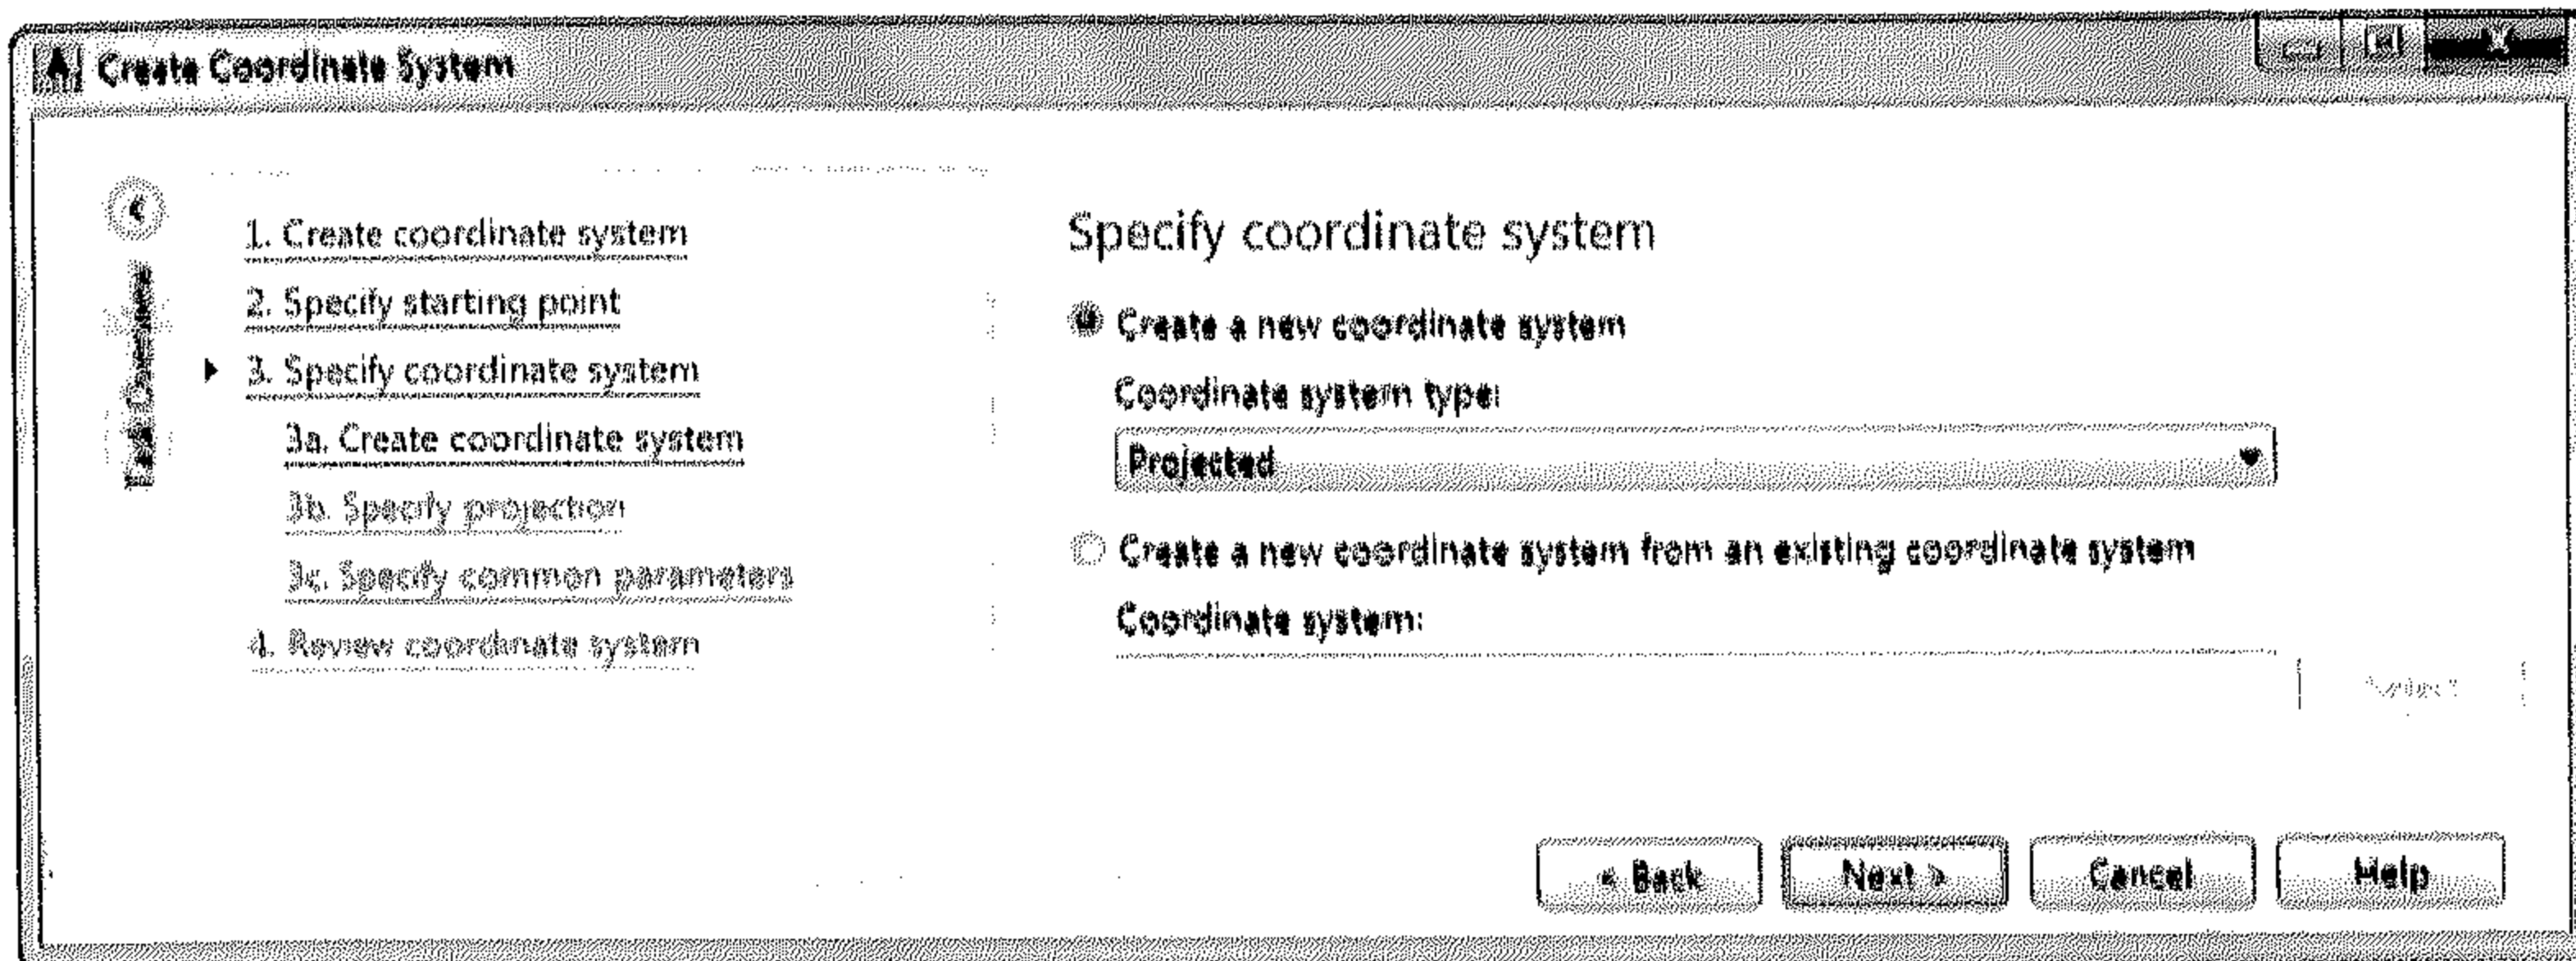 Create Coordinate System
1. Create coordinate system
2. Specify starting point
3. Specify coordinate system
3a. Create coordinate system
3b. Specify projection
3c. Specify common parameters
4. Review coordinate system
Specify coordinate system
Create a new coordinate system
Coordinate system type:
Projected
Create a new coordinate system from an existing coordinate system
Coordinate system:
< Back
Next >
Cancel
Help